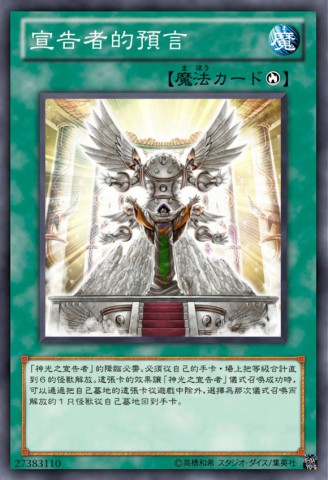 宣告者的預言
魔
【魔法カード】
ま ほう
「神光之宣告者」的降臨必需。必須從自己的手卡‧場上把等級合計直
到6的怪獸解放。這張卡的效果讓「神光之宣告者」儀式召喚成功時,
可以通過把自己墓地的這張卡從遊戲中除外,選擇為那次儀式召喚而
解放的1只怪獸從自己墓地回到手卡。
27383110
©高橋和希 スタジオ・ダイス/集英社